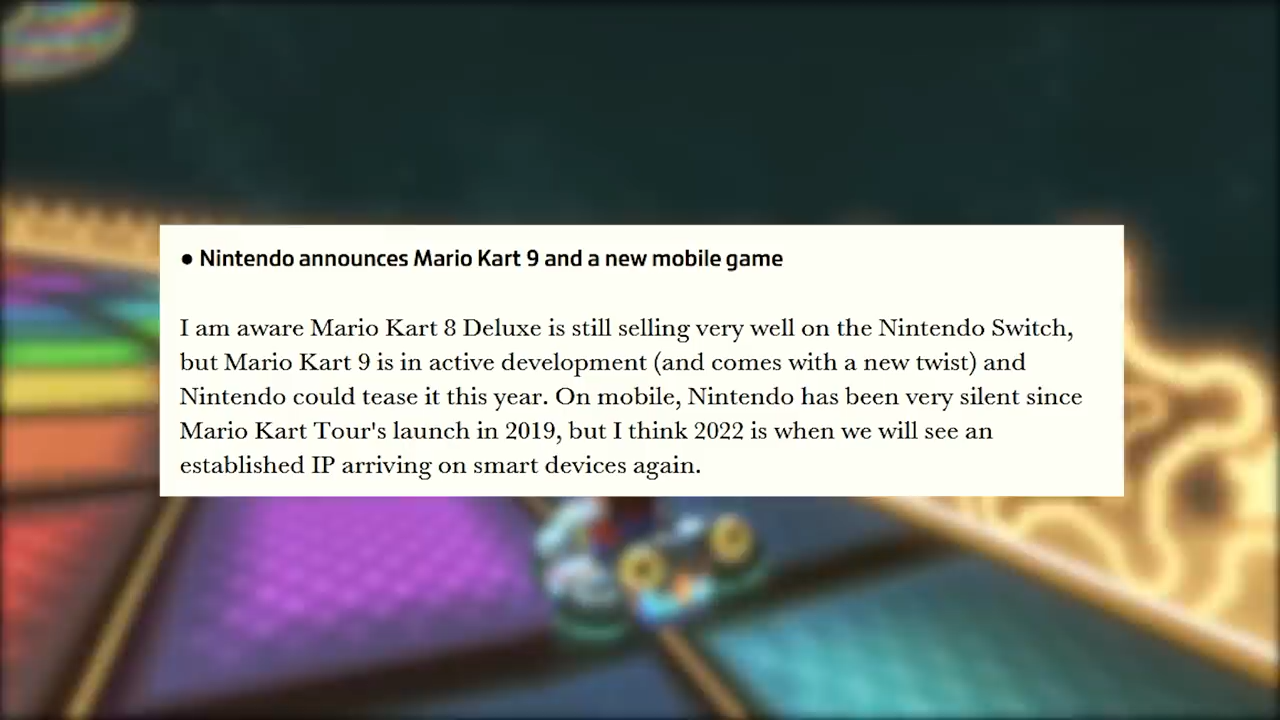 ● Nintendo announces Mario Kart 9 and a new mobile game
I am aware Mario Kart 8 Deluxe is still selling very well on the Nintendo Switch,
but Mario Kart 9 is in active development (and comes with a new twist) and
Nintendo could tease it this year. On mobile, Nintendo has been very silent since
Mario Kart Tour's launch in 2019, but I think 2022 is when we will see an
established IP arriving on smart devices again.